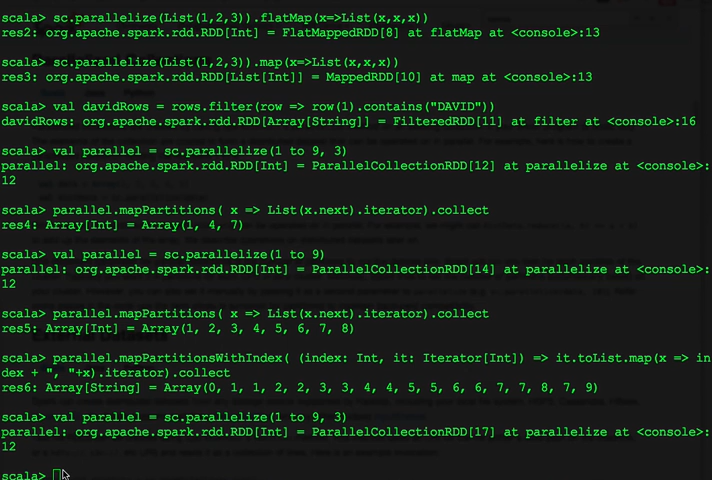 scala> sc.parallelize(List(1,2,3)).flatMap(x=>List(x,x,x))
res2: org.apache.spark.rdd.RDD[Int] = FlatMappedRDD[8] at flatMap at <console>:13
scala> sc.parallelize(List(1,2,3)).map(x=>List(x,x,x))
res3: org.apache.spark.rdd.RDD[List[Int]] = MappedRDD[10] at map at <console>:13
scala> val davidRows = rows.filter(row => row(1).contains("DAVID"))
davidRows: org.apache.spark.rdd.RDD[Array[String]] = FilteredRDD[11] at filter at <console>:16
scala> val parallel = sc.parallelize(1 to 9, 3)
parallel: org.apache.spark.rdd.RDD[Int] = ParallelCollectionRDD[12] at parallelize at <console>:
12
scala> parallel.mapPartitions( x => List(x.next).iterator).collect
res4: Array[Int] = Array(1, 4, 7)
scala> val parallel = sc.parallelize(1 to 9)
parallel: org.apache.spark.rdd.RDD[Int] = ParallelCollectionRDD[14] at parallelize at <console>:
12
scala> parallel.mapPartitions( x => List(x.next).iterator).collect
res5: Array[Int] = Array(1, 2, 3, 4, 5, 6, 7, 8)
scala> parallel.mapPartitionsWithIndex( (index: Int, it: Iterator[Int]) => it.toList.map(x => in
dex + ", "+x).iterator).collect
res6: Array[String] = Array(0, 1, 1, 2, 2, 3, 3, 4, 4, 5, 5, 6, 6, 7, 7, 8, 7, 9)
scala> val parallel = sc.parallelize(1 to 9, 3)
parallel: org.apache.spark.rdd.RDD[Int] = ParallelCollectionRDD[17] at parallelize at <console>:
12
scala>